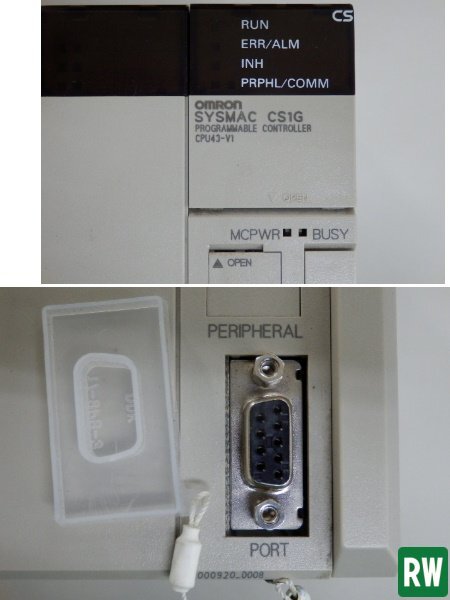 CS
RUN
ERR/ALM
INH
PRPHL/COMM
OMRON
SYSMAC CS1G
PROGRAMMABLE CONTROLLER
CPU43-V1
▽ OPEN
MCPWR BUSY
▲ OPEN
PERIPHERAL
PORT
000920_0008
RW